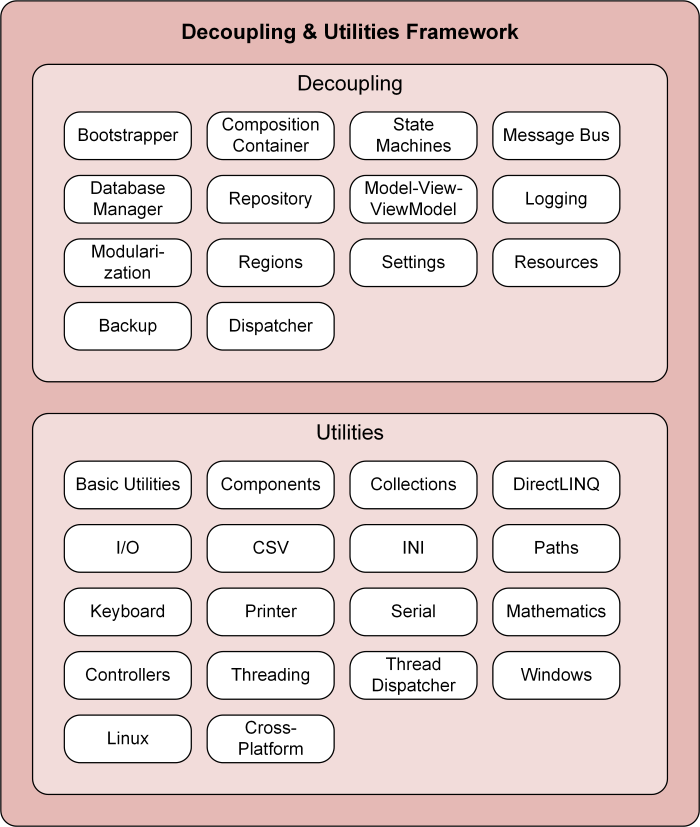 Decoupling & Utilities Framework
Decoupling
Bootstrapper
Composition
Container
State
Machines
Message Bus
Database
Manager
Repository
Model-View-
ViewModel
Logging
Modulari-
zation
Regions
Settings
Resources
Backup
Dispatcher
Utilities
Basic Utilities
Components
Collections
DirectLINQ
I/O
CSV
INI
Paths
Keyboard
Printer
Serial
Mathematics
Controllers
Threading
Thread
Dispatcher
Windows
Linux
Cross-
Platform